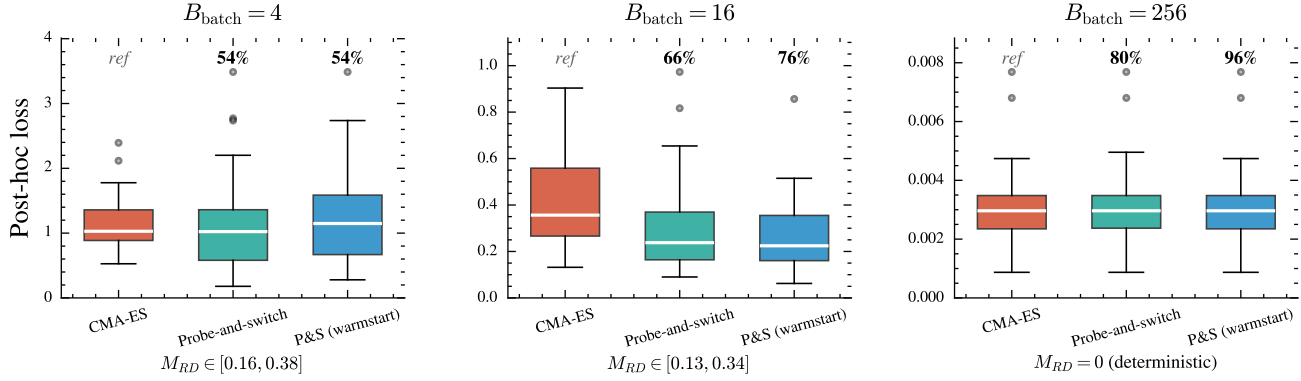 B_batch = 4
B_batch = 16
B_batch = 256
Post-hoc loss
4
3
2
1
0
ref
54%
54%
CMA-ES
Probe-and-switch
P&S (warmstart)
M_RD ∈ [0.16, 0.38]
1.0
0.8
0.6
0.4
0.2
0.0
ref
66%
76%
CMA-ES
Probe-and-switch
P&S (warmstart)
M_RD ∈ [0.13, 0.34]
0.008
0.006
0.004
0.002
0.000
ref
80%
96%
CMA-ES
Probe-and-switch
P&S (warmstart)
M_RD = 0 (deterministic)